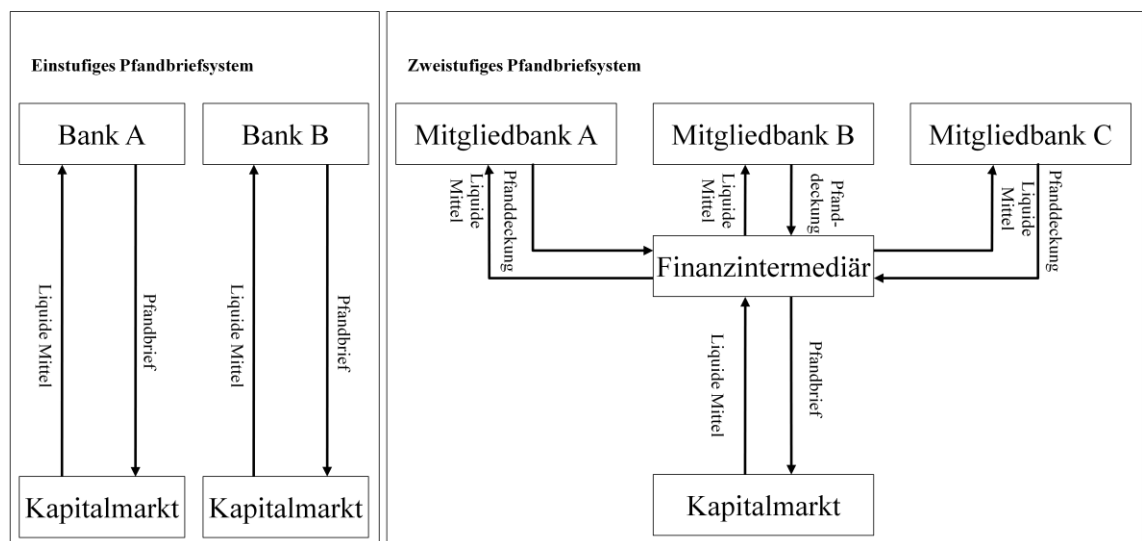 Einstufiges Pfandbriefsystem
Bank A
Bank B
Liquide Mittel
Pfandbrief
Liquide Mittel
Pfandbrief
Kapitalmarkt
Kapitalmarkt
Zweistufiges Pfandbriefsystem
Mitgliedbank A
Mitgliedbank B
Mitgliedbank C
Liquide
Mittel
Pfanddeckung
Liquide
Mittel
Pfand-
deckung
Liquide
Mittel
Pfanddeckung
Finanzintermediär
Liquide Mittel
Pfandbrief
Kapitalmarkt